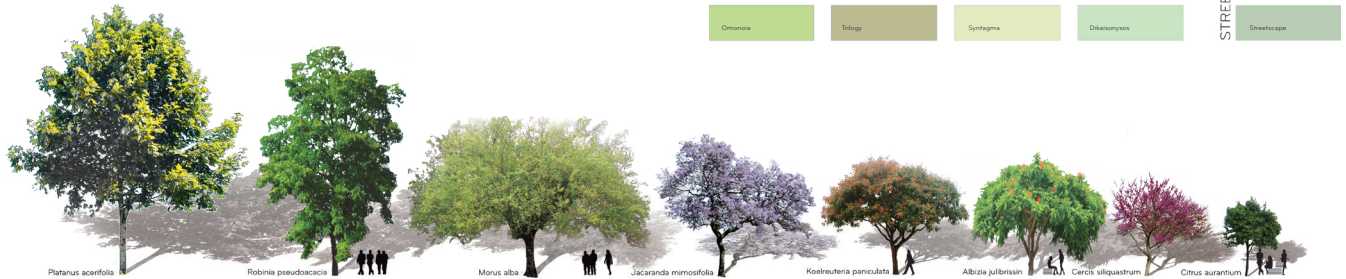 Omonoia
Trilogy
Syntagma
Dikaisonysos
STREE
Streetscape
Platanus acerifolia
Robinia pseudoacacia
Morus alba
Jacaranda mimosifolia
Koelreuteria paniculata
Albizia julibrissin
Cercis siliquastrum
Citrus aurantium